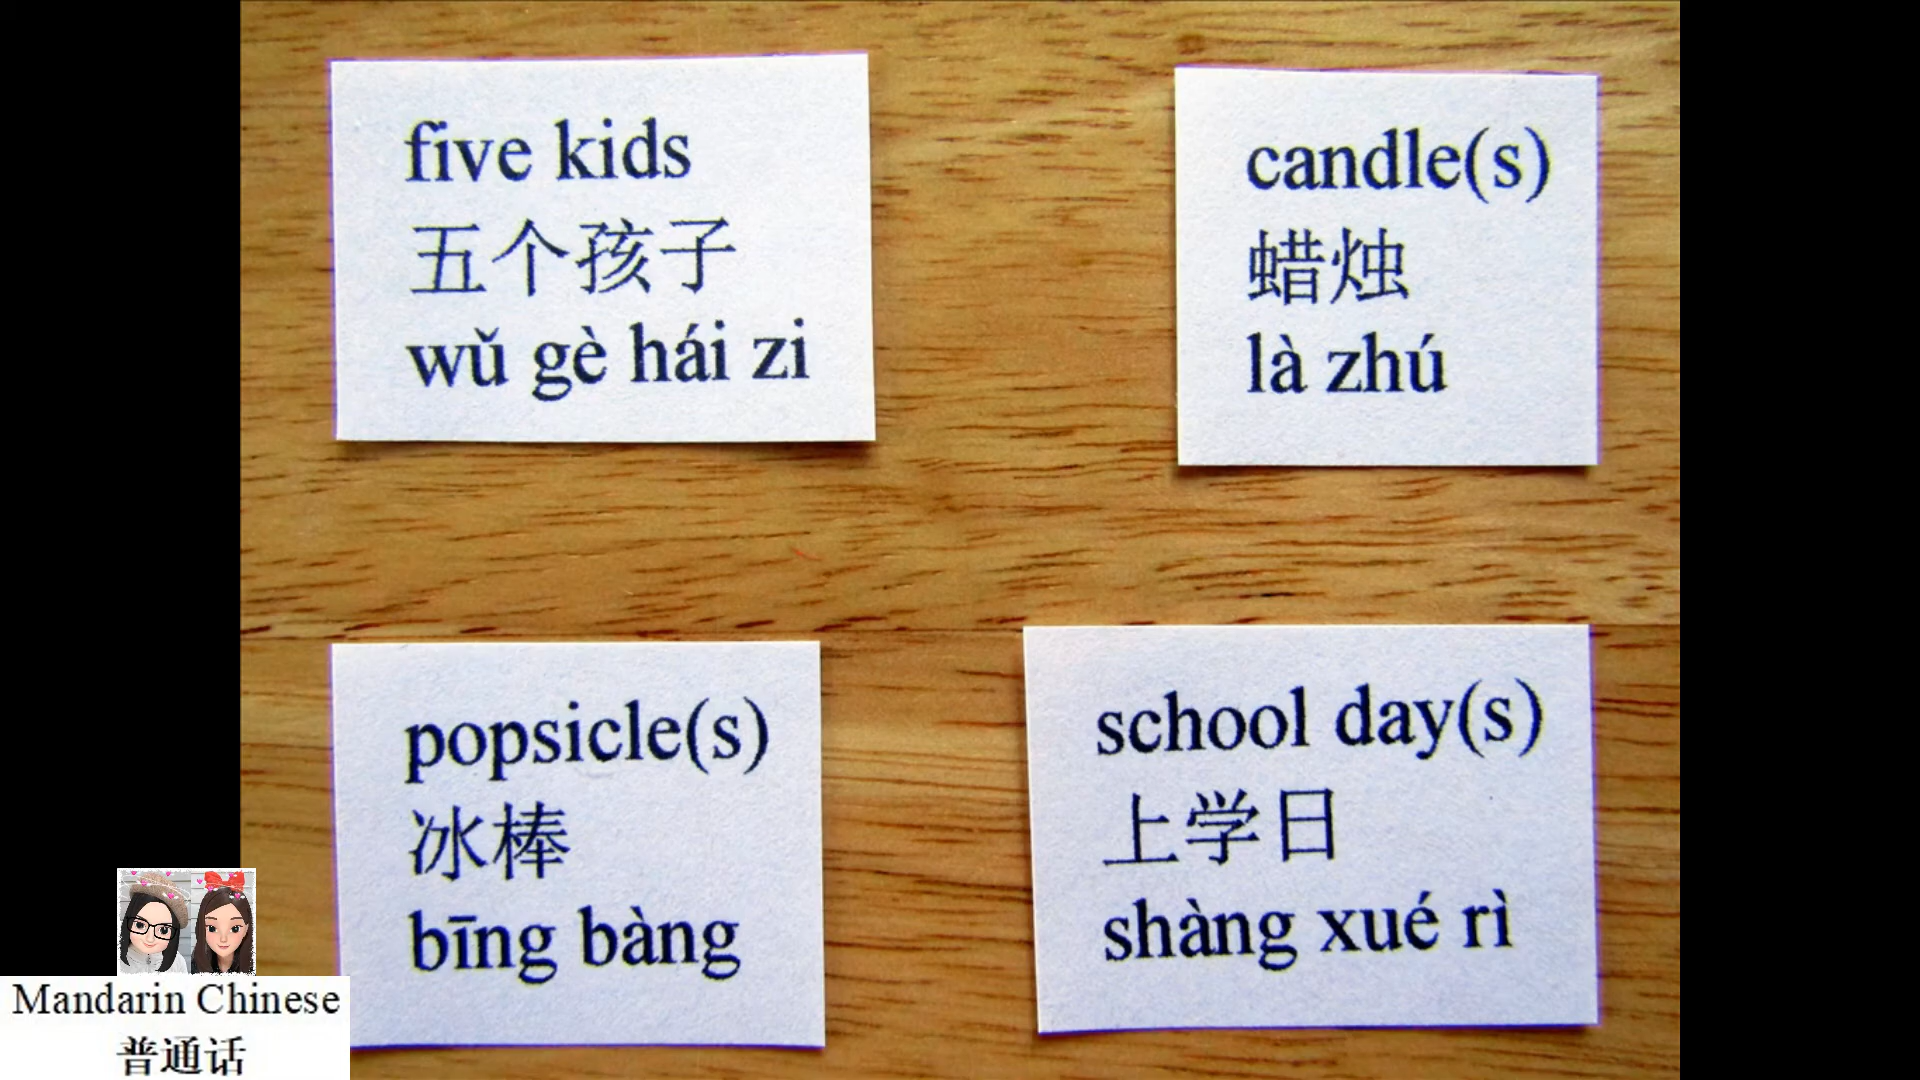 five kids
五个孩子
wǔ gè hái zi
candle(s)
蜡烛
là zhú
popsicle(s)
冰棒
bīng bàng
school day(s)
上学日
shàng xué rì
Mandarin Chinese
普通话